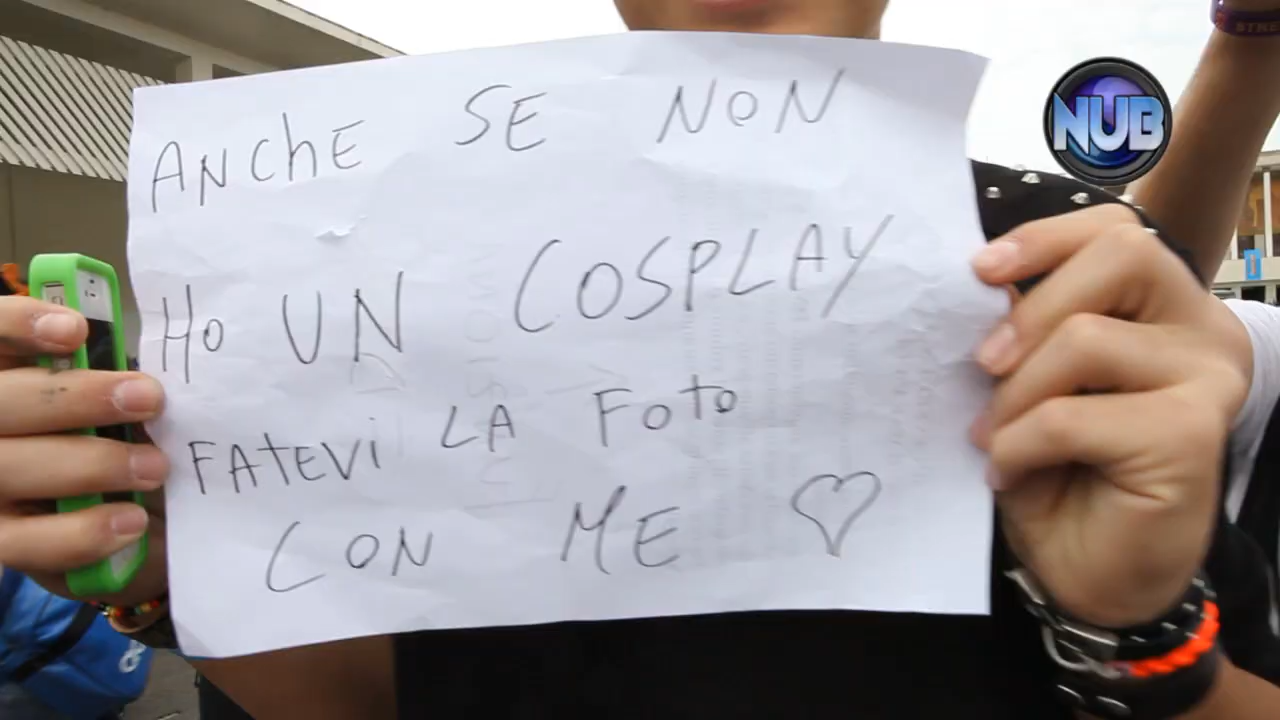 ANCHE SE NON
HO UN COSPLAY
FATEVI LA FOTO
CON ME ♡
NUB